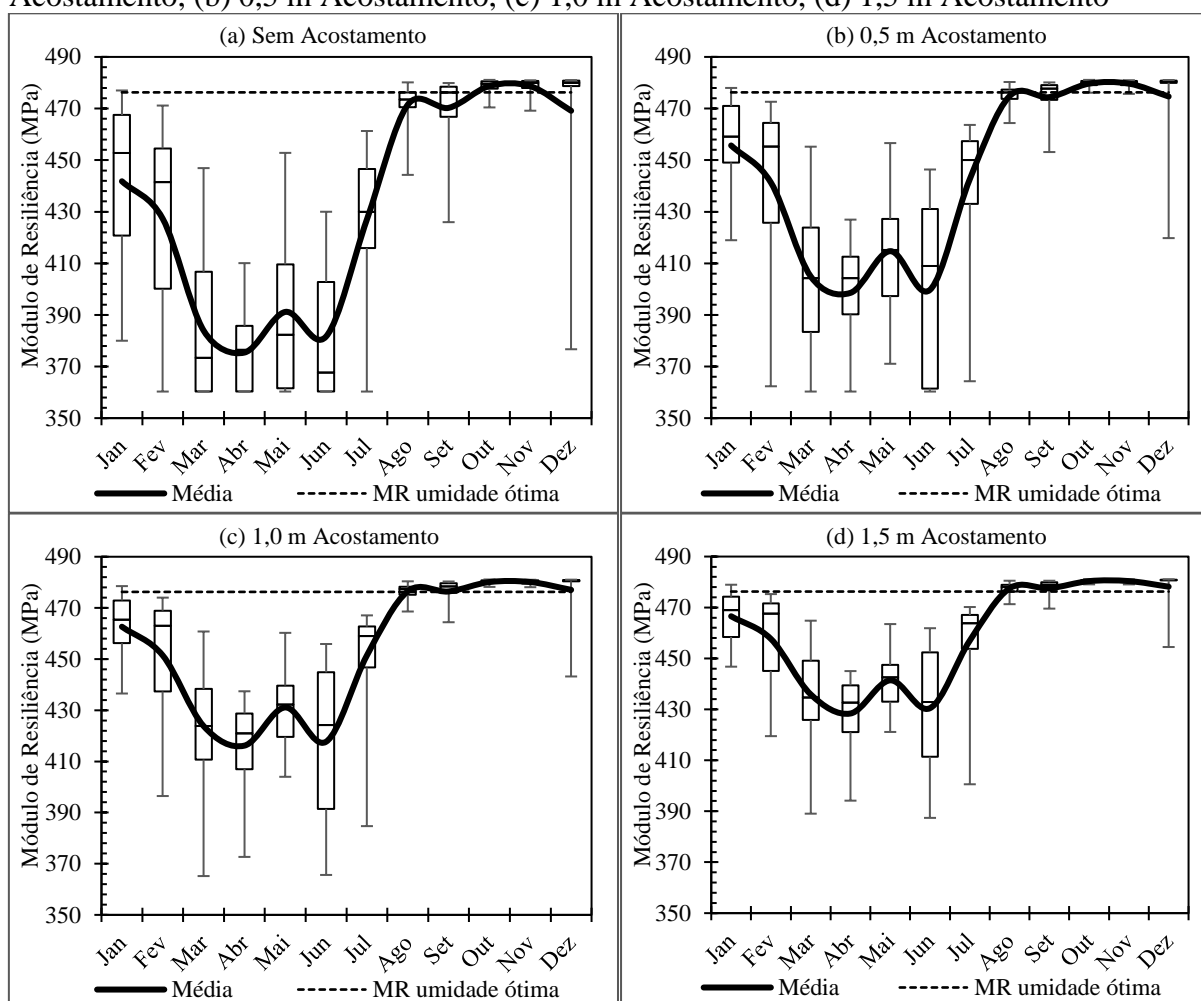 Acostamento, (b) 0,5 m Acostamento, (c) 1,0 m Acostamento, (d) 1,5 m Acostamento
(a) Sem Acostamento
Módulo de Resiliência (MPa)
490
470
450
430
410
390
370
350
Jan Fev Mar Abr Mai Jun Jul Ago Set Out Nov Dez
Média MR umidade ótima
(b) 0,5 m Acostamento
Módulo de Resiliência (MPa)
490
470
450
430
410
390
370
350
Jan Fev Mar Abr Mai Jun Jul Ago Set Out Nov Dez
Média MR umidade ótima
(c) 1,0 m Acostamento
Módulo de Resiliência (MPa)
490
470
450
430
410
390
370
350
Jan Fev Mar Abr Mai Jun Jul Ago Set Out Nov Dez
Média MR umidade ótima
(d) 1,5 m Acostamento
Módulo de Resiliência (MPa)
490
470
450
430
410
390
370
350
Jan Fev Mar Abr Mai Jun Jul Ago Set Out Nov Dez
Média MR umidade ótima